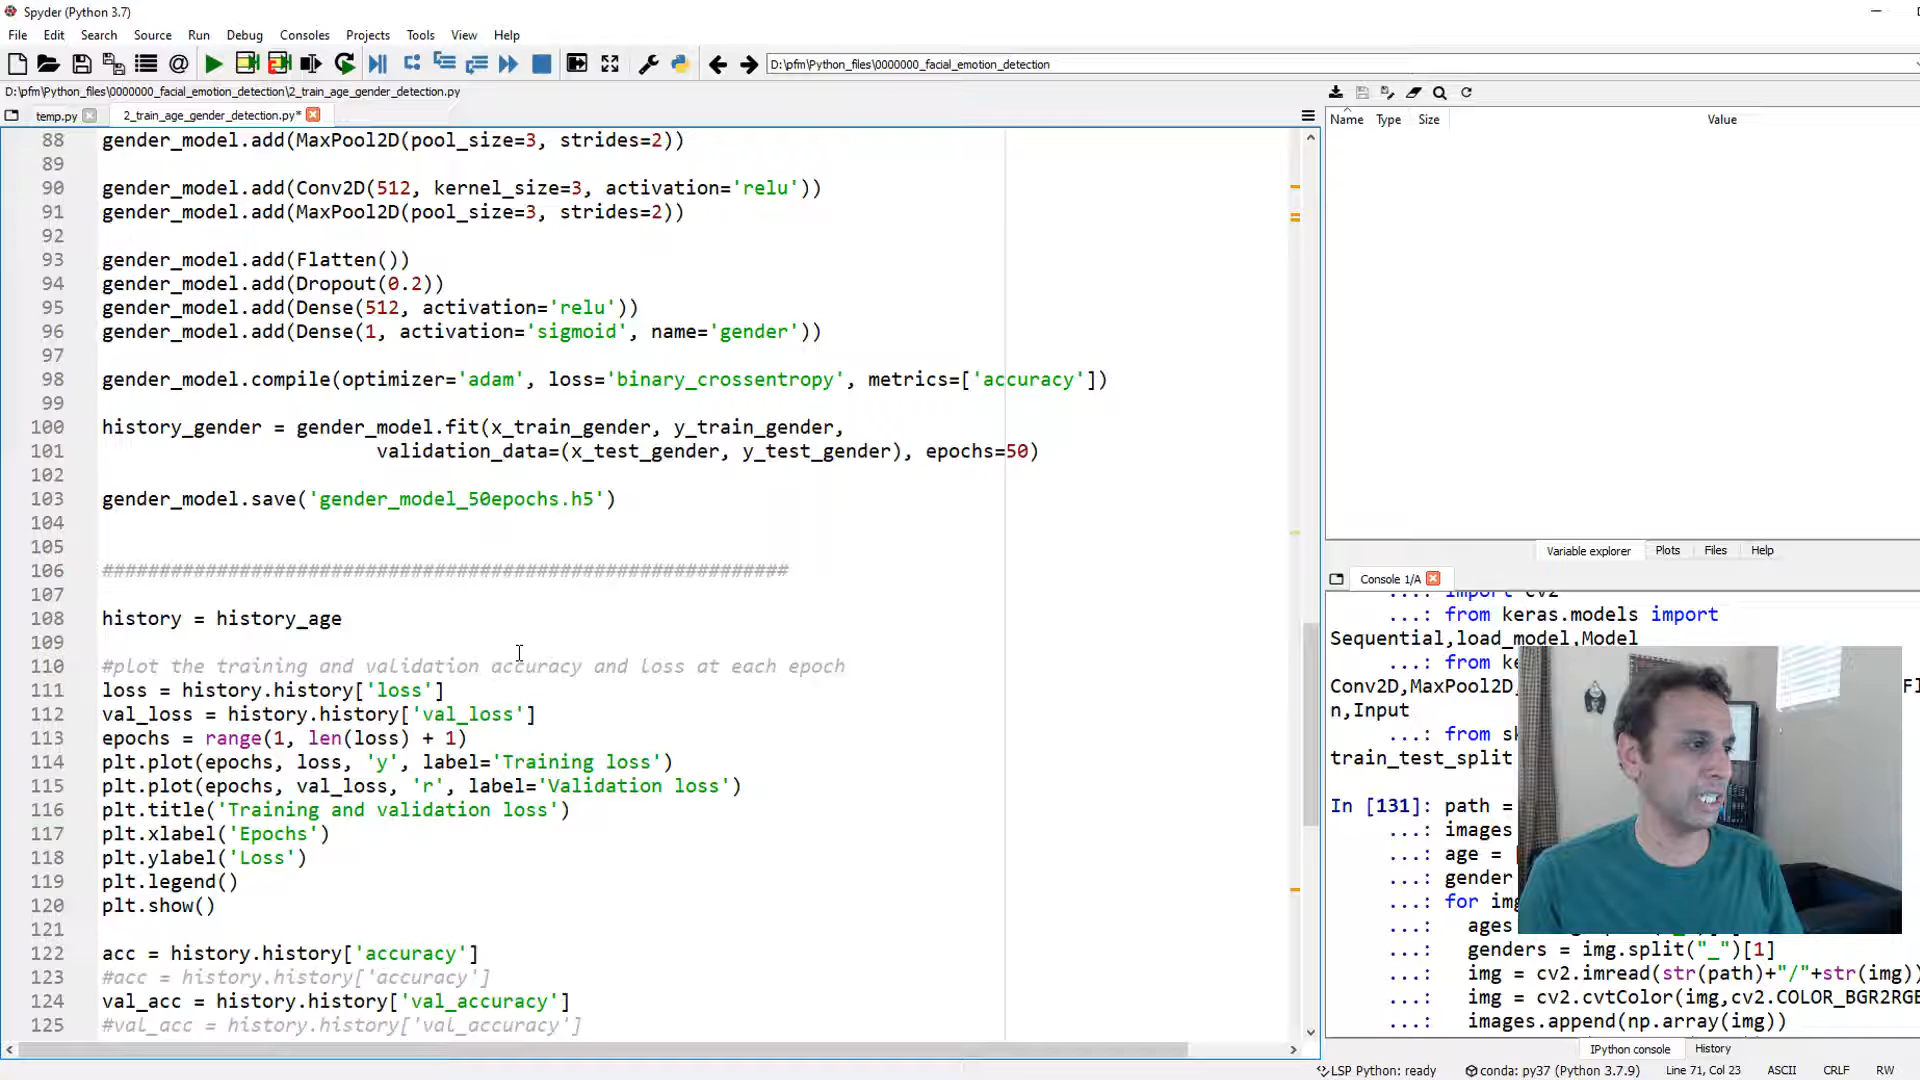 Spyder (Python 3.7)
File Edit Search Source Run Debug Consoles Projects Tools View Help
D:\pfm\Python_files\0000000_facial_emotion_detection
D:\pfm\Python_files\0000000_facial_emotion_detection\2_train_age_gender_detection.py
temp.py 2_train_age_gender_detection.py*
88 gender_model.add(MaxPool2D(pool_size=3, strides=2))
89
90 gender_model.add(Conv2D(512, kernel_size=3, activation='relu'))
91 gender_model.add(MaxPool2D(pool_size=3, strides=2))
92
93 gender_model.add(Flatten())
94 gender_model.add(Dropout(0.2))
95 gender_model.add(Dense(512, activation='relu'))
96 gender_model.add(Dense(1, activation='sigmoid', name='gender'))
97
98 gender_model.compile(optimizer='adam', loss='binary_crossentropy', metrics=['accuracy'])
99
100 history_gender = gender_model.fit(x_train_gender, y_train_gender,
101 validation_data=(x_test_gender, y_test_gender), epochs=50)
102
103 gender_model.save('gender_model_50epochs.h5')
104
105
106 ############################################################
107
108 history = history_age
109
110 #plot the training and validation accuracy and loss at each epoch
111 loss = history.history['loss']
112 val_loss = history.history['val_loss']
113 epochs = range(1, len(loss) + 1)
114 plt.plot(epochs, loss, 'y', label='Training loss')
115 plt.plot(epochs, val_loss, 'r', label='Validation loss')
116 plt.title('Training and validation loss')
117 plt.xlabel('Epochs')
118 plt.ylabel('Loss')
119 plt.legend()
120 plt.show()
121
122 acc = history.history['accuracy']
123 #acc = history.history['accuracy']
124 val_acc = history.history['val_accuracy']
125 #val_acc = history.history['val_accuracy']
Name Type Size Value
Variable explorer Plots Files Help
Console 1/A
...: import cv2
...: from keras.models import
Sequential,load_model,Model
...: from ke
Conv2D,MaxPool2D,
n,Input
...: from sk
train_test_split
In [131]: path =
...: images
...: age =
...: gender
...: for img
...: ages
...: genders = img.split("_")[1]
...: img = cv2.imread(str(path)+"/"+str(img))
...: img = cv2.cvtColor(img,cv2.COLOR_BGR2RGB
...: images.append(np.array(img))
IPython console History
LSP Python: ready conda: py37 (Python 3.7.9) Line 71, Col 23 ASCII CRLF RW